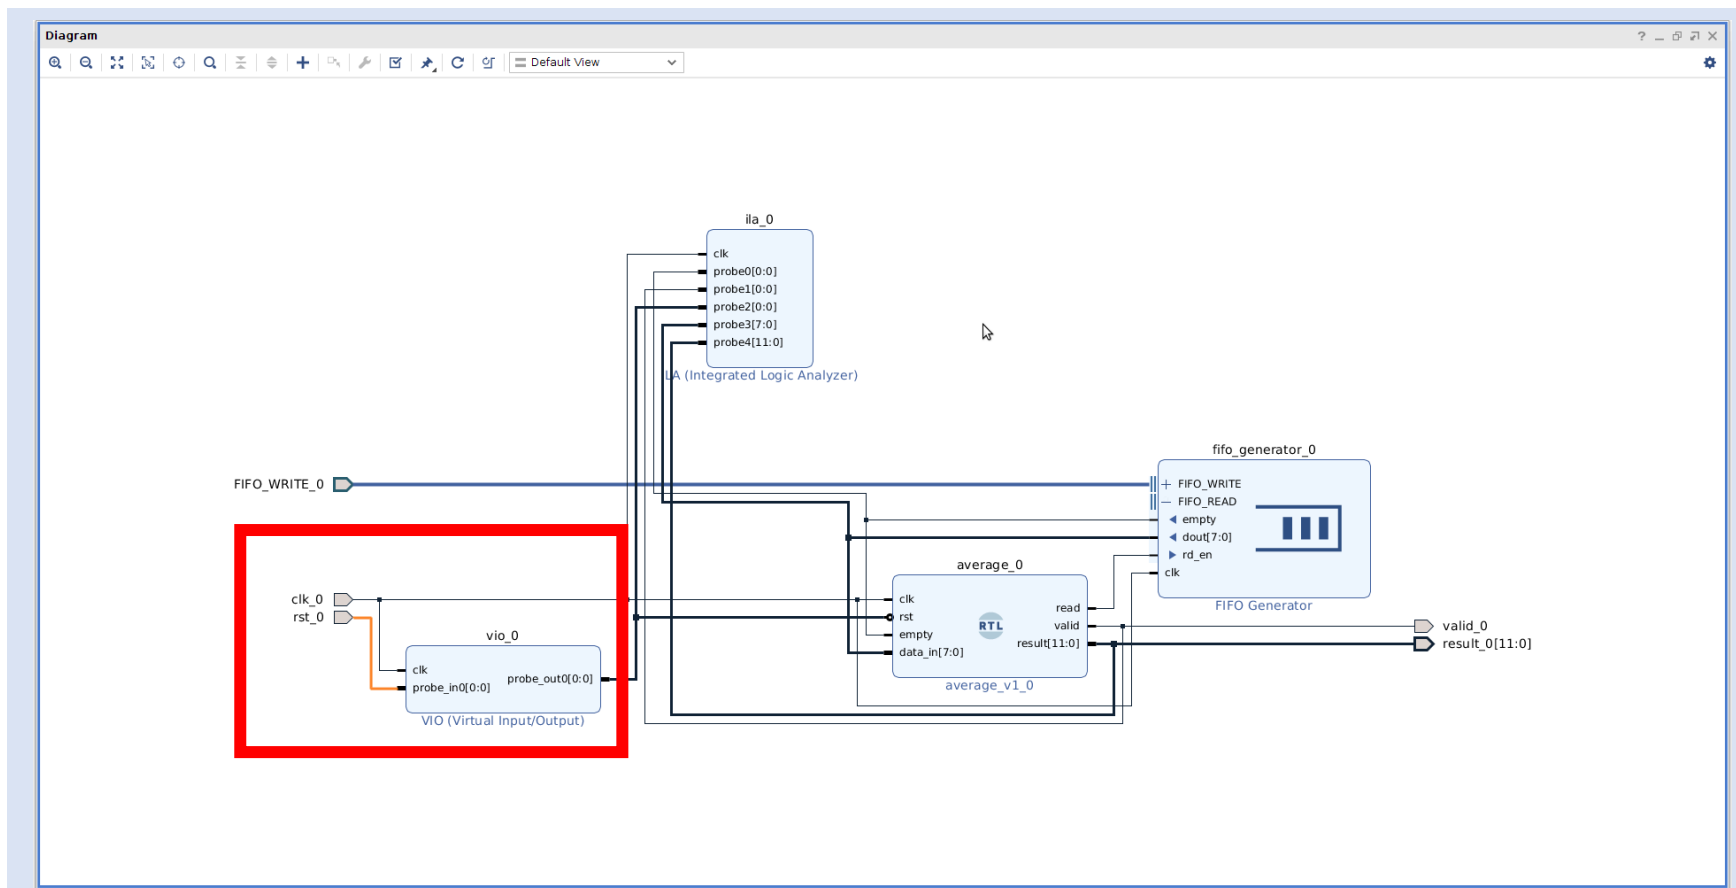 Diagram
Default View
ila_0
clk
probe0[0:0]
probe1[0:0]
probe2[0:0]
probe3[7:0]
probe4[11:0]
LA (Integrated Logic Analyzer)
fifo_generator_0
FIFO_WRITE_0
FIFO_WRITE
FIFO_READ
empty
dout[7:0]
rd_en
clk
FIFO Generator
average_0
clk
rst
empty
data_in[7:0]
RTL
read
valid
result[11:0]
average_v1_0
valid_0
result_0[11:0]
clk_0
rst_0
vio_0
clk
probe_in0[0:0]
probe_out0[0:0]
VIO (Virtual Input/Output)